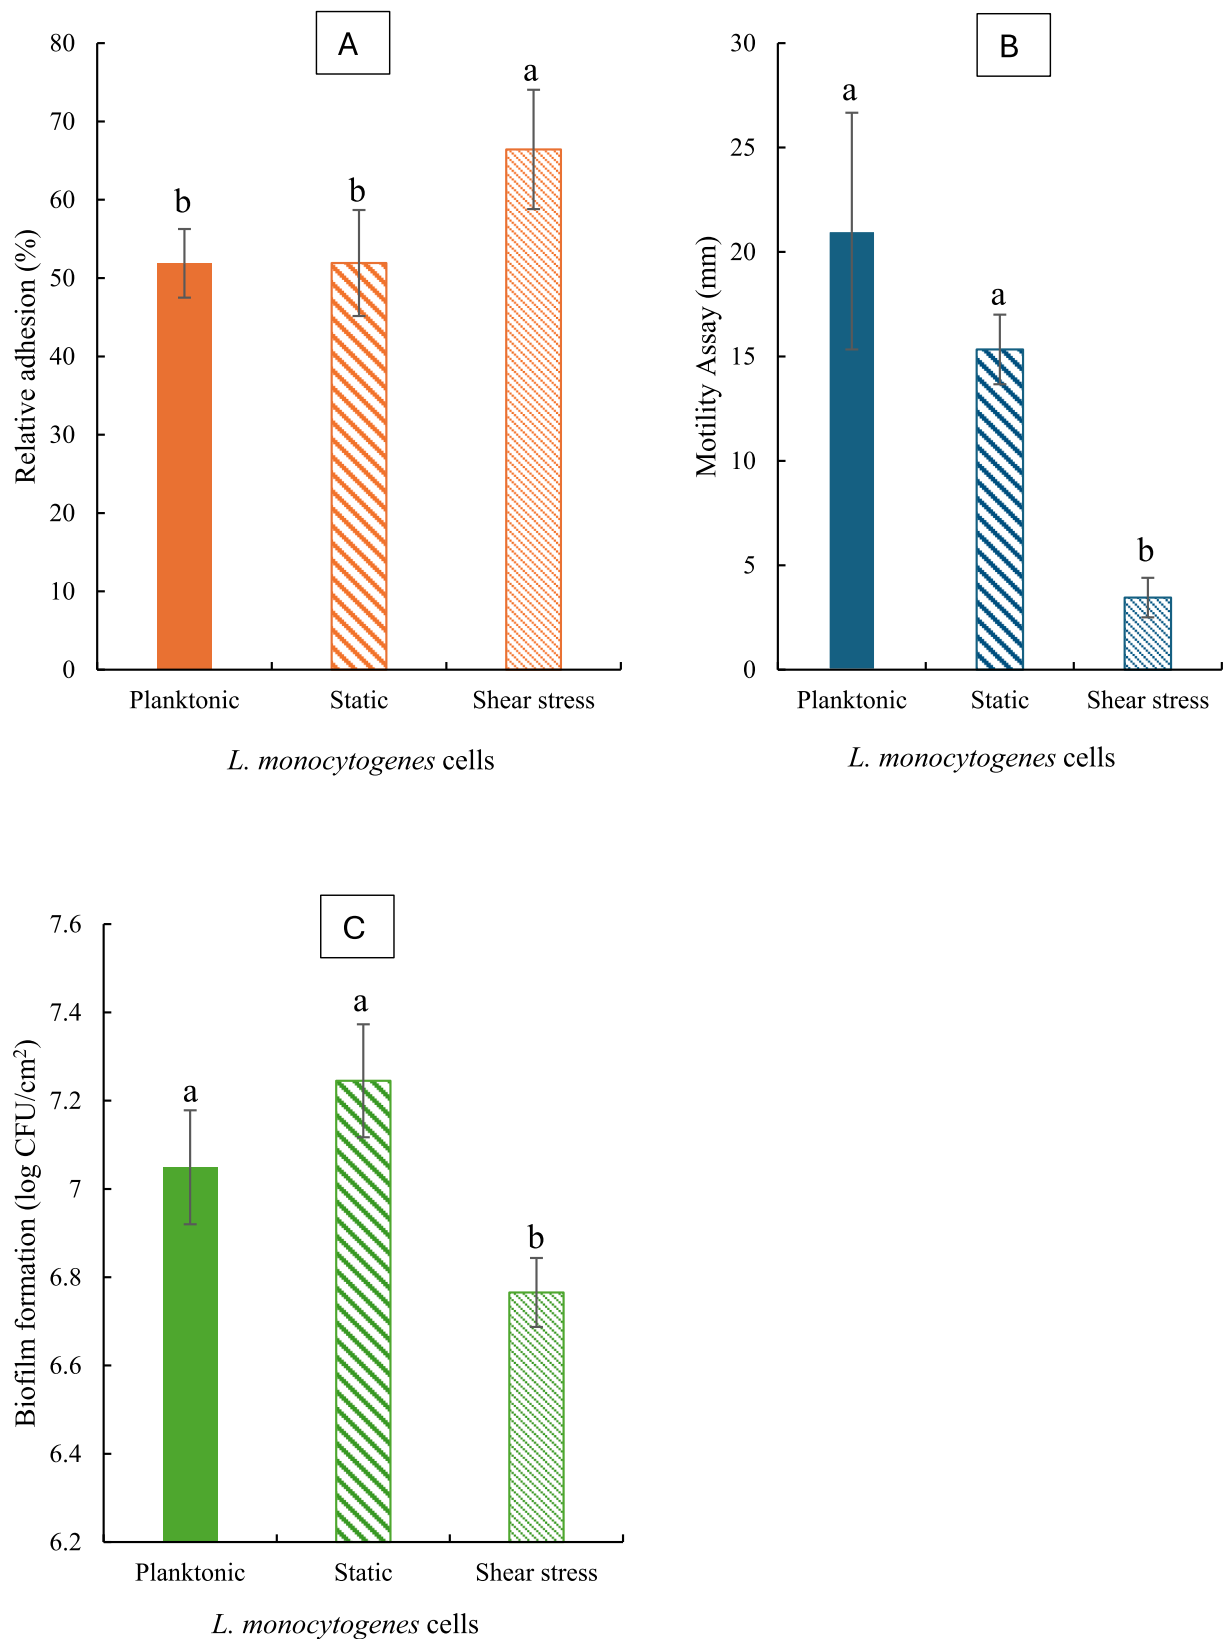 A
80
70
60
50
40
30
20
10
0
Relative adhesion (%)
b
b
a
Planktonic Static Shear stress
L. monocytogenes cells
B
30
25
20
15
10
5
0
Motility Assay (mm)
a
a
b
Planktonic Static Shear stress
L. monocytogenes cells
C
7.6
7.4
7.2
7
6.8
6.6
6.4
6.2
Biofilm formation (log CFU/cm²)
a
a
b
Planktonic Static Shear stress
L. monocytogenes cells